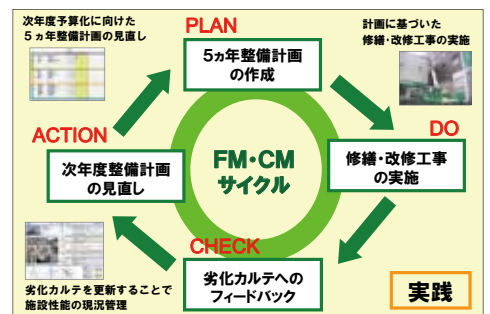 次年度予算化に向けた
5ヵ年整備計画の見直し
PLAN
5ヵ年整備計画
の作成
計画に基づいた
修繕・改修工事の実施
DO
修繕・改修工事
の実施
ACTION
次年度整備計画
の見直し
FM・CM
サイクル
CHECK
劣化カルテへの
フィードバック
劣化カルテを更新することで
施設性能の現況管理
実践